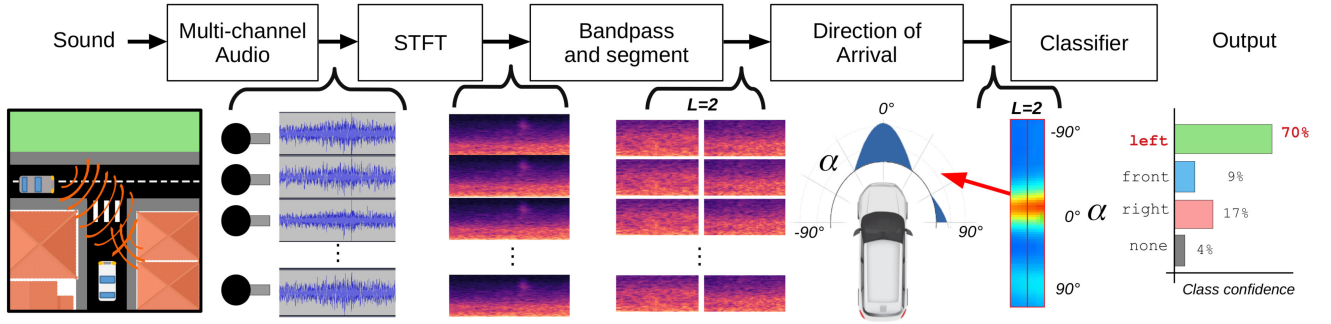 Sound
Multi-channel
Audio
STFT
Bandpass
and segment
Direction of
Arrival
Classifier
Output
L=2
0°
α
-90°
90°
L=2
-90°
0° α
90°
left 70%
front 9%
right 17%
none 4%
Class confidence